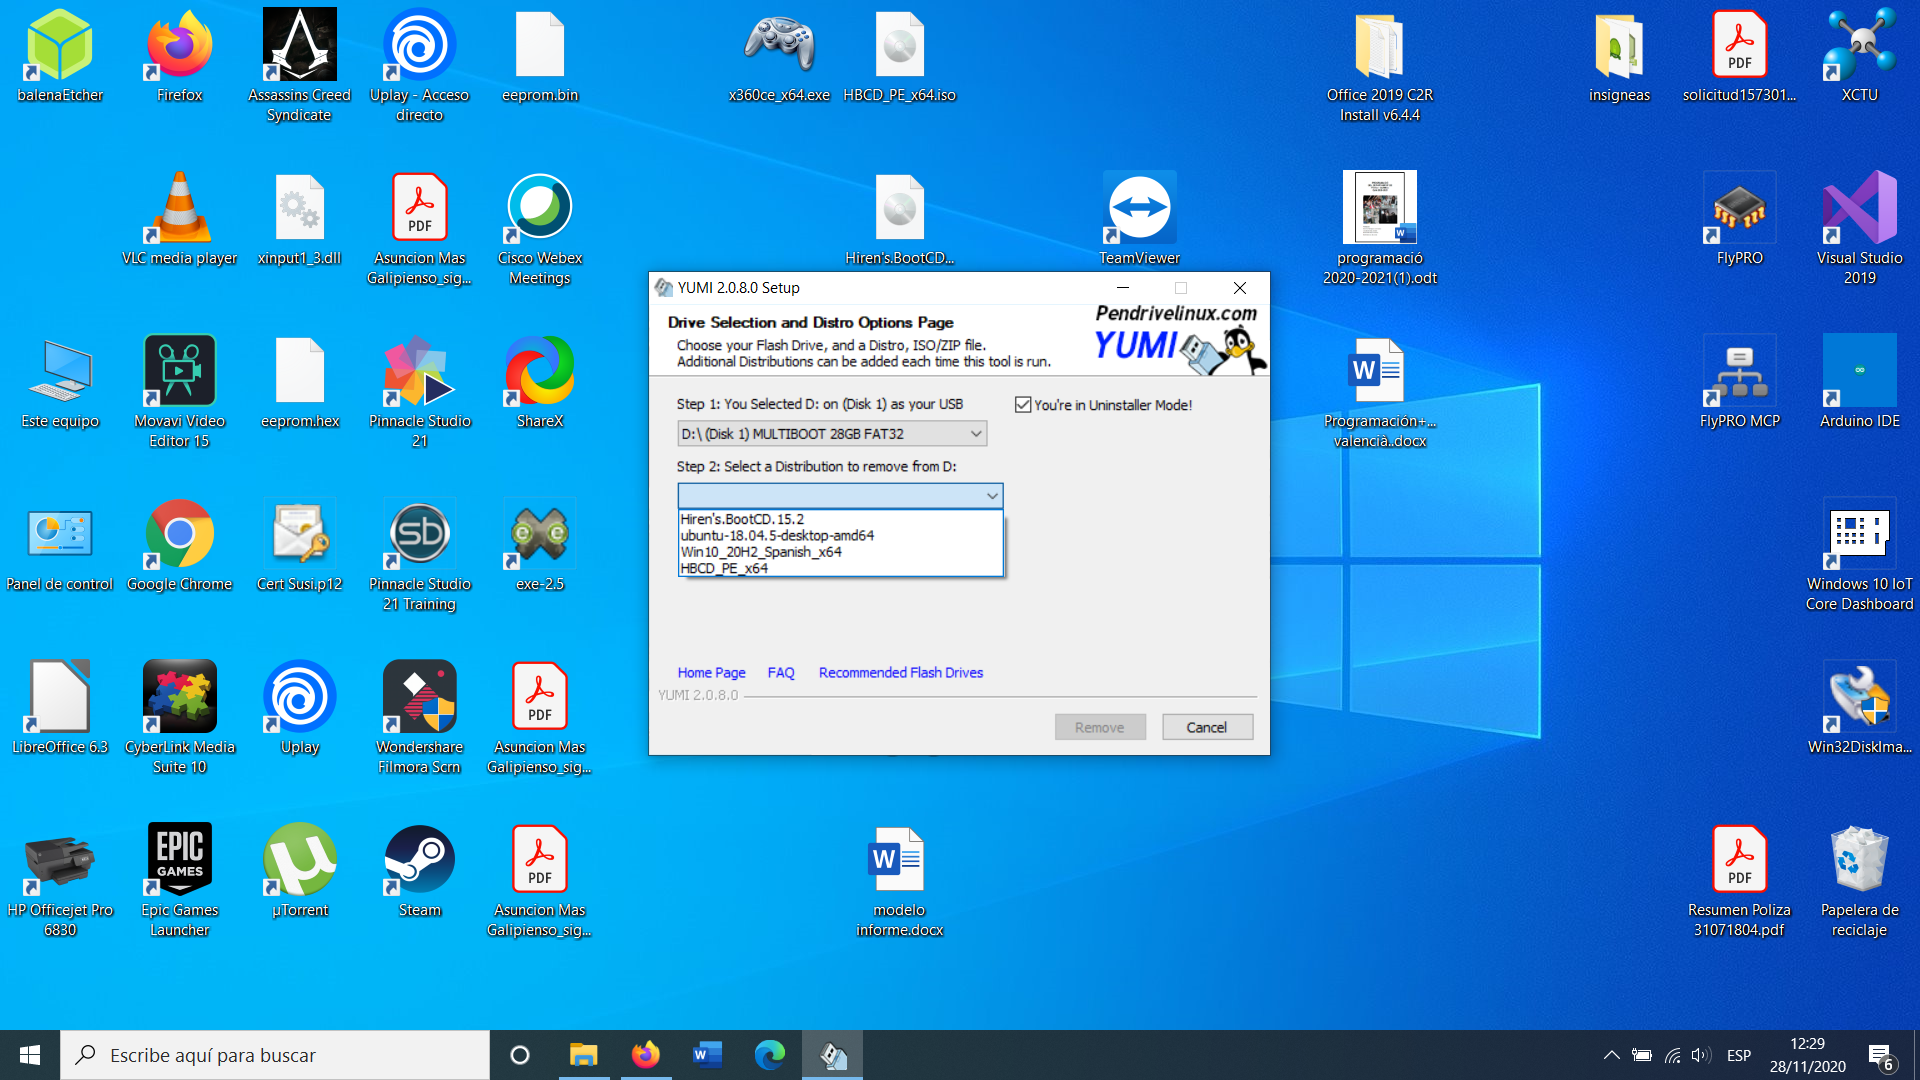 balenaEtcher
Firefox
Assassins Creed
Syndicate
Uplay - Acceso
directo
eeprom.bin
x360ce_x64.exe
HBCD_PE_x64.iso
Office 2019 C2R
Install v6.4.4
insigneas
PDF
solicitud157301...
XCTU
VLC media player
xinput1_3.dll
PDF
Asuncion Mas
Galipienso_sig...
Cisco Webex
Meetings
Hiren's.BootCD...
TeamViewer
programació
2020-2021(1).odt
FlyPRO
Visual Studio
2019
YUMI 2.0.8.0 Setup
Drive Selection and Distro Options Page
Choose your Flash Drive, and a Distro, ISO/ZIP file.
Additional Distributions can be added each time this tool is run.
Pendrivelinux.com
YUMI
Step 1: You Selected D: on (Disk 1) as your USB
You're in Uninstaller Mode!
D:\ (Disk 1) MULTIBOOT 28GB FAT32
Step 2: Select a Distribution to remove from D:
Hiren's.BootCD.15.2
ubuntu-18.04.5-desktop-amd64
Win10_20H2_Spanish_x64
HBCD_PE_x64
Home Page
FAQ
Recommended Flash Drives
YUMI 2.0.8.0
Remove
Cancel
Este equipo
Movavi Video
Editor 15
eeprom.hex
Pinnacle Studio
21
ShareX
W
Programación+...
valencià..docx
FlyPRO MCP
Arduino IDE
Panel de control
Google Chrome
Cert Susi.p12
sb
Pinnacle Studio
21 Training
exe-2.5
Windows 10 IoT
Core Dashboard
LibreOffice 6.3
CyberLink Media
Suite 10
Uplay
Wondershare
Filmora Scrn
PDF
Asuncion Mas
Galipienso_sig...
Win32DiskIma...
HP Officejet Pro
6830
EPIC
GAMES
Epic Games
Launcher
µTorrent
Steam
PDF
Asuncion Mas
Galipienso_sig...
W
modelo
informe.docx
PDF
Resumen Poliza
31071804.pdf
Papelera de
reciclaje
Escribe aquí para buscar
ESP
12:29
28/11/2020
6